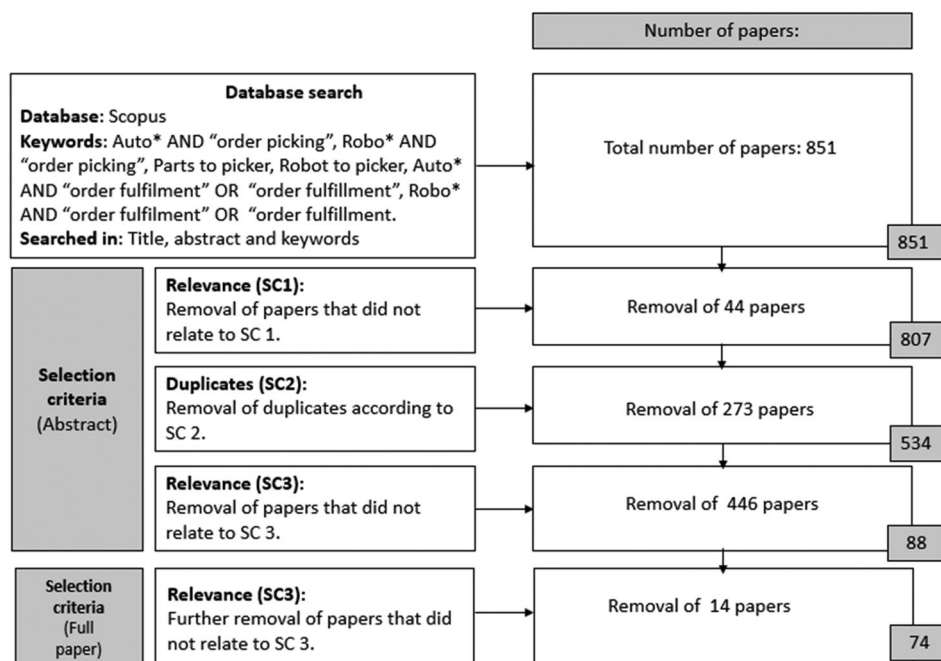 Number of papers:
Database search
Database: Scopus
Keywords: Auto* AND “order picking”, Robo* AND
“order picking”, Parts to picker, Robot to picker, Auto*
AND “order fulfilment” OR “order fulfillment”, Robo*
AND “order fulfilment” OR “order fulfillment.
Searched in: Title, abstract and keywords
Total number of papers: 851
851
Selection
criteria
(Abstract)
Relevance (SC1):
Removal of papers that did not
relate to SC 1.
Removal of 44 papers
807
Duplicates (SC2):
Removal of duplicates according to
SC 2.
Removal of 273 papers
534
Relevance (SC3):
Removal of papers that did not
relate to SC 3.
Removal of 446 papers
88
Selection
criteria
(Full
paper)
Relevance (SC3):
Further removal of papers that did
not relate to SC 3.
Removal of 14 papers
74